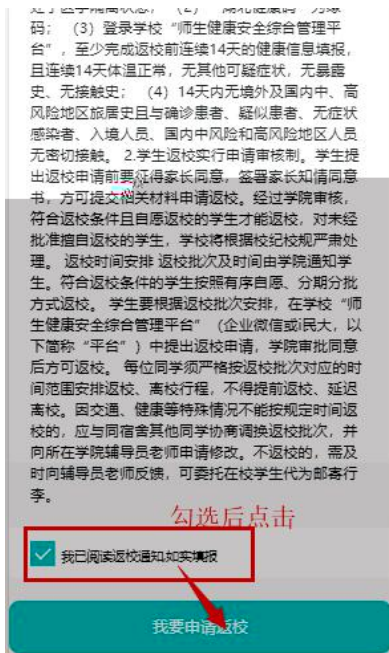 码；（3）登录学校“师生健康安全综合管理平
台”，至少完成返校前连续14天的健康信息填报，
且连续14天体温正常，无其他可疑症状，无暴露
史、无接触史；（4）14天内无境外及国内中、高
风险地区旅居史且与确诊患者、疑似患者、无症状
感染者、入境人员、国内中风险和高风险地区人员
无密切接触。 2.学生返校实行申请审核制。学生提
出返校申请前要征得家长同意，签署家长知情同意
书，方可提交相关材料申请返校。经过学院审核，
符合返校条件且自愿返校的学生才能返校，对未经
批准擅自返校的学生，学校将根据校纪校规严肃处
理。 返校时间安排 返校批次及时间由学院通知学
生。符合返校条件的学生按照有序自愿、分期分批
方式返校。 学生要根据返校批次安排，在学校“师
生健康安全综合管理平台”（企业微信或i民大，以
下简称“平台”）中提出返校申请，学院审批同意
后方可返校。 每位同学须严格按返校批次对应的时
间范围安排返校、离校行程，不得提前返校、延迟
离校。因交通、健康等特殊情况不能按规定时间返
校的，应与同宿舍其他同学协商调换返校批次，并
向所在学院辅导员老师申请修改。不返校的，需及
时向辅导员老师反馈，可委托在校学生代为邮寄行
李。
勾选后点击
我已阅读返校通知,如实填报
我要申请返校